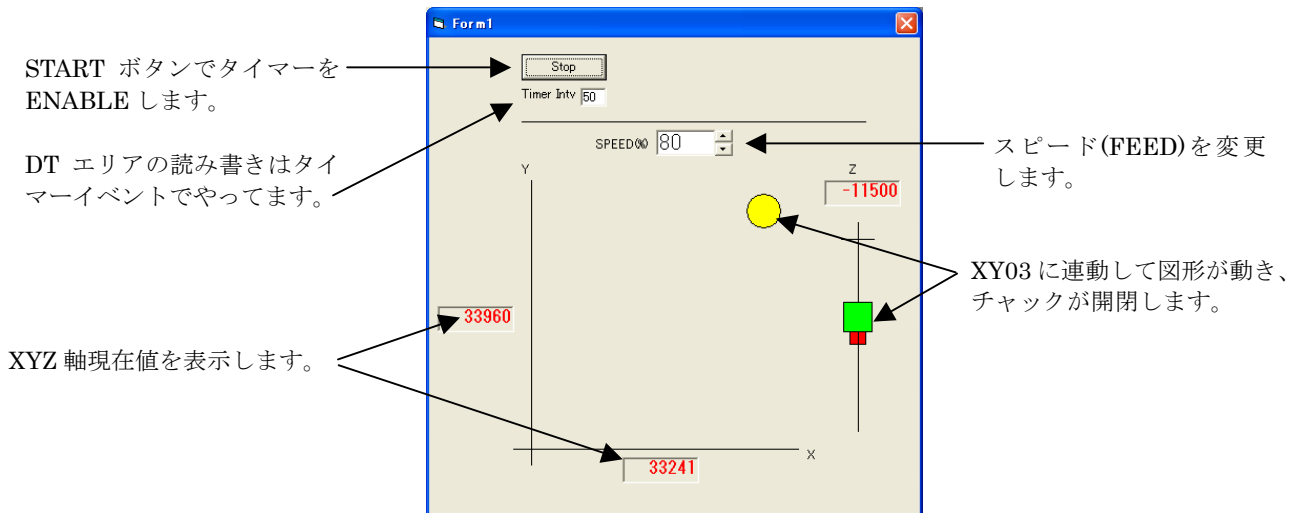 Form1
START ボタンでタイマーを
ENABLE します。
Stop
Timer Intv 50
DT エリアの読み書きはタイ
マーイベントでやってます。
SPEED(%) 80
スピード(FEED)を変更
します。
Y
Z
-11500
XY03 に連動して図形が動き、
チャックが開閉します。
33960
XYZ 軸現在値を表示します。
X
33241